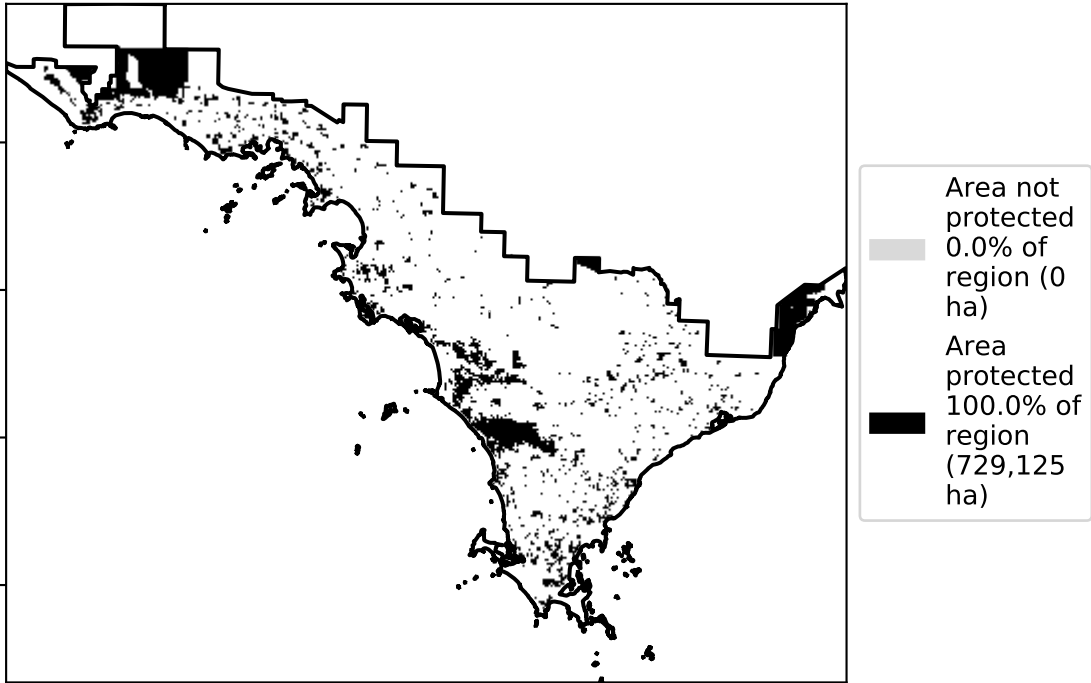 Area not
protected
0.0% of
region (0
ha)
Area
protected
100.0% of
region
(729,125
ha)